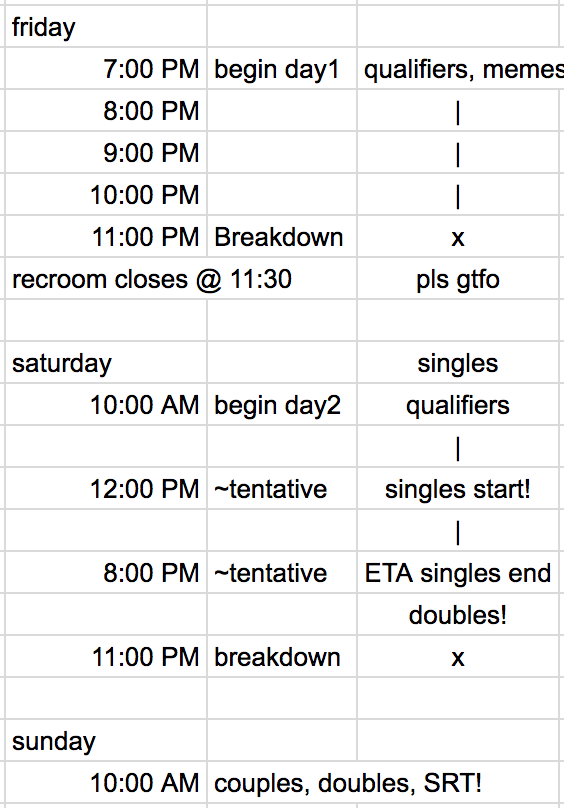 friday
7:00 PM begin day1 qualifiers, memes
8:00 PM |
9:00 PM |
10:00 PM |
11:00 PM Breakdown x
recroom closes @ 11:30 pls gtfo
saturday singles
10:00 AM begin day2 qualifiers
|
12:00 PM ~tentative singles start!
|
8:00 PM ~tentative ETA singles end
doubles!
11:00 PM breakdown x
sunday
10:00 AM couples, doubles, SRT!